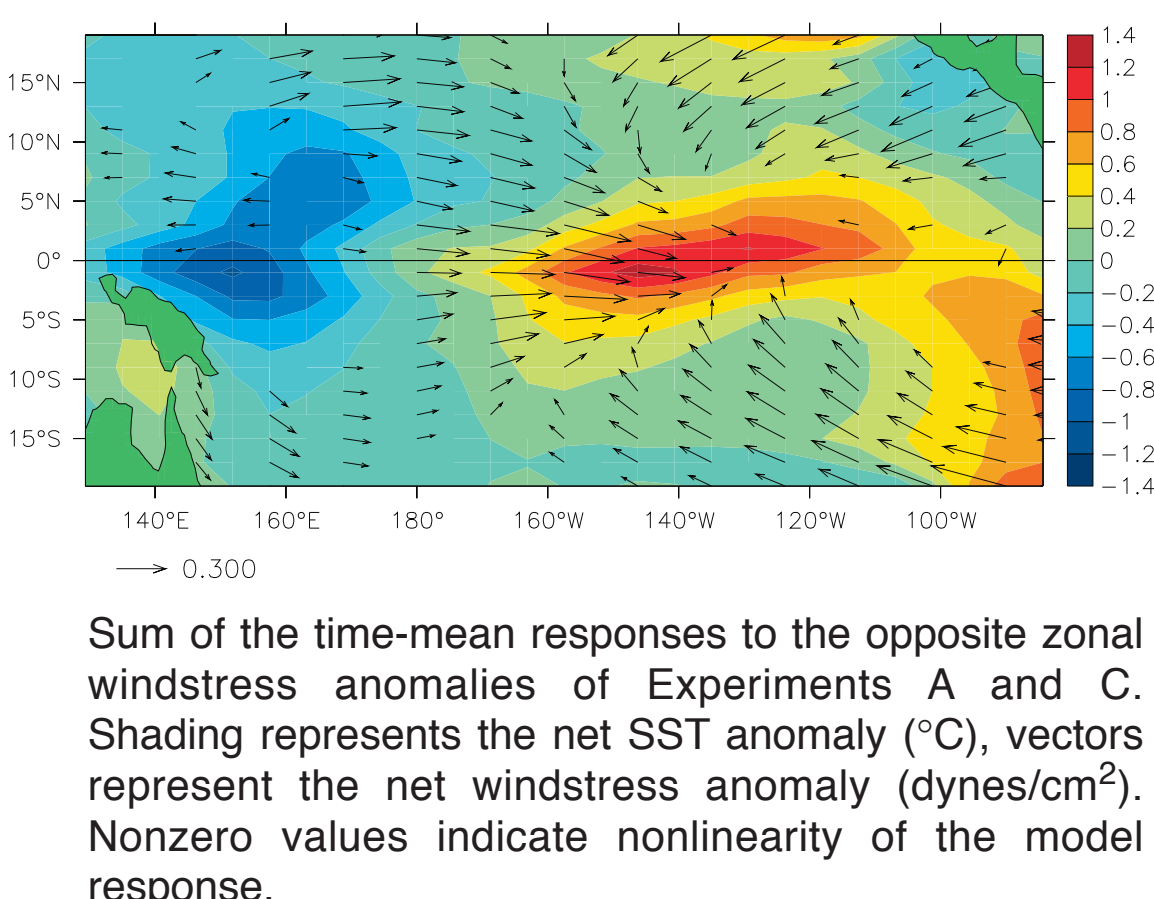 1.4
1.2
1
0.8
0.6
0.4
0.2
0
−0.2
−0.4
−0.6
−0.8
−1
−1.2
−1.4
15°N
10°N
5°N
0°
5°S
10°S
15°S
140°E 160°E 180° 160°W 140°W 120°W 100°W
0.300
Sum of the time-mean responses to the opposite zonal
windstress anomalies of Experiments A and C.
Shading represents the net SST anomaly (°C), vectors
represent the net windstress anomaly (dynes/cm²).
Nonzero values indicate nonlinearity of the model
response.